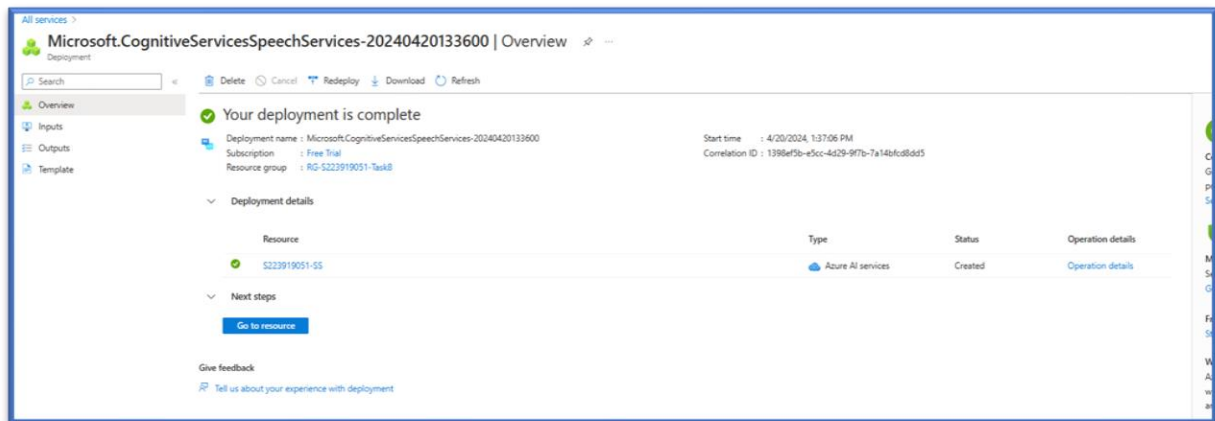 All services >
Microsoft.CognitiveServicesSpeechServices-20240420133600 | Overview
Deployment
Search
Delete Cancel Redeploy Download Refresh
Overview
Inputs
Outputs
Template
Your deployment is complete
Deployment name : Microsoft.CognitiveServicesSpeechServices-20240420133600
Subscription : Free Trial
Resource group : RG-S223919051-Task8
Start time : 4/20/2024, 1:37:06 PM
Correlation ID : 1398ef5b-e5cc-4d29-9f7b-7a14bfcd8dd5
Deployment details
Resource Type Status Operation details
S223919051-SS Azure AI services Created Operation details
Next steps
Go to resource
Give feedback
Tell us about your experience with deployment